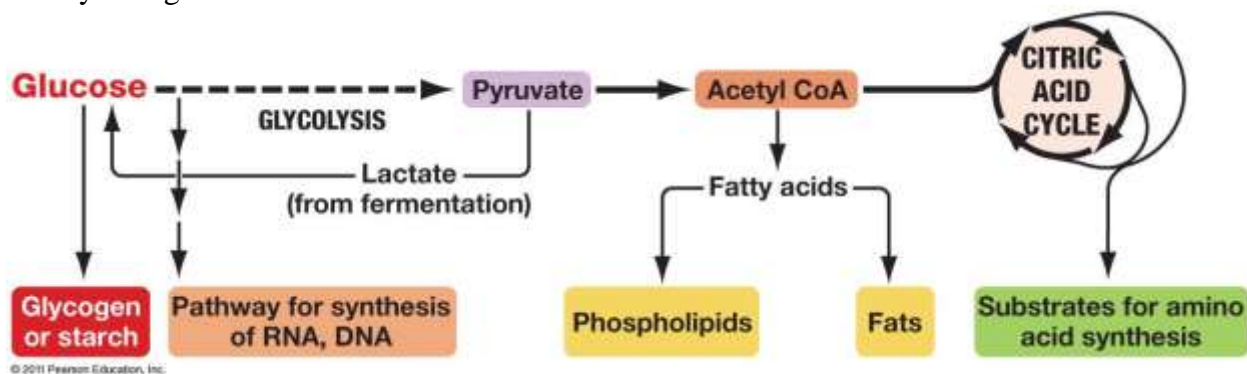 Glucose
GLYCOLYSIS
Pyruvate
Acetyl CoA
CITRIC
ACID
CYCLE
Lactate
(from fermentation)
Fatty acids
Glycogen
or starch
Pathway for synthesis
of RNA, DNA
Phospholipids
Fats
Substrates for amino
acid synthesis
© 2011 Pearson Education, Inc.